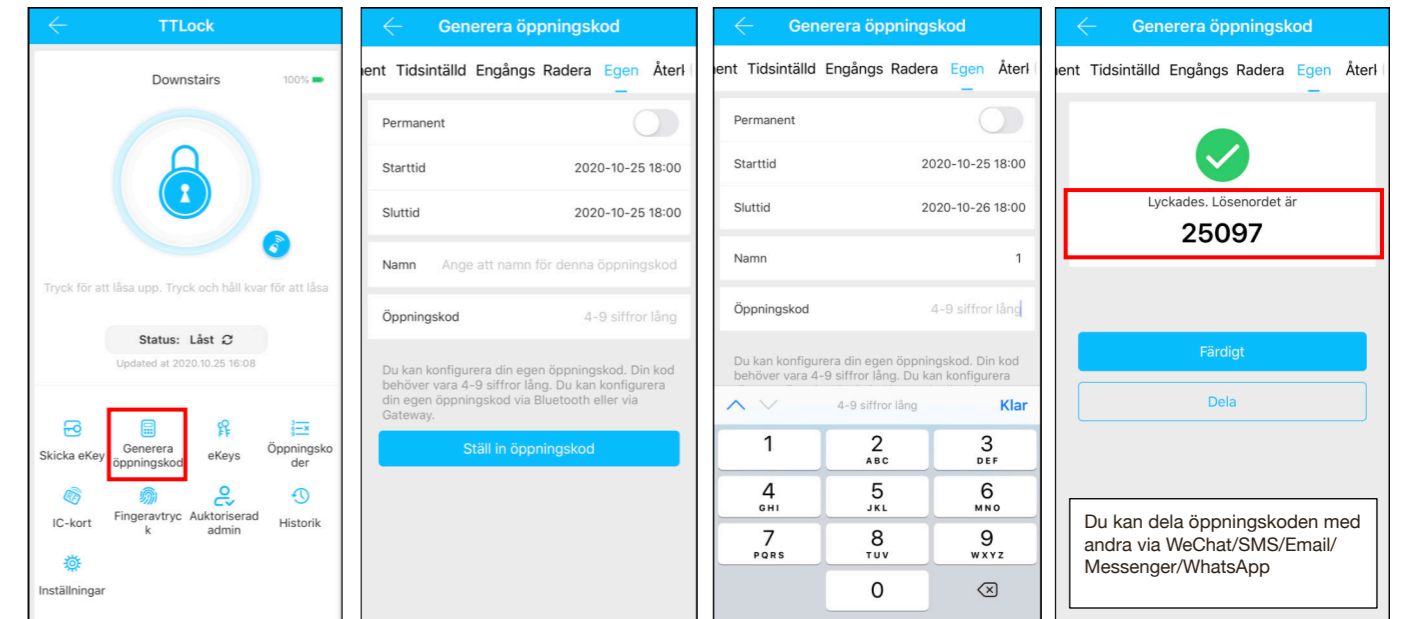 TTLock
Downstairs
100%
Tryck för att låsa upp. Tryck och håll kvar för att låsa
Status: Låst
Updated at 2020.10.25 16:08
Skicka eKey
Generera
öppningskod
eKeys
Öppningsko
der
IC-kort
Fingeravtryc
k
Auktoriserad
admin
Historik
Inställningar
Generera öppningskod
ent Tidsintälld Engångs Radera Egen Återk
Permanent
Starttid 2020-10-25 18:00
Sluttid 2020-10-25 18:00
Namn Ange att namn för denna öppningskod
Öppningskod 4-9 siffror lång
Du kan konfigurera din egen öppningskod. Din kod
behöver vara 4-9 siffror lång. Du kan konfigurera
din egen öppningskod via Bluetooth eller via
Gateway.
Ställ in öppningskod
Generera öppningskod
ent Tidsintälld Engångs Radera Egen Återk
Permanent
Starttid 2020-10-25 18:00
Sluttid 2020-10-26 18:00
Namn 1
Öppningskod 4-9 siffror lång
Du kan konfigurera din egen öppningskod. Din kod
behöver vara 4-9 siffror lång. Du kan konfigurera
4-9 siffror lång Klar
1 2 3
ABC DEF
4 5 6
GHI JKL MNO
7 8 9
PQRS TUV WXYZ
0
Generera öppningskod
ent Tidsintälld Engångs Radera Egen Återl
Lyckades. Lösenordet är
25097
Färdigt
Dela
Du kan dela öppningskoden med
andra via WeChat/SMS/Email/
Messenger/WhatsApp